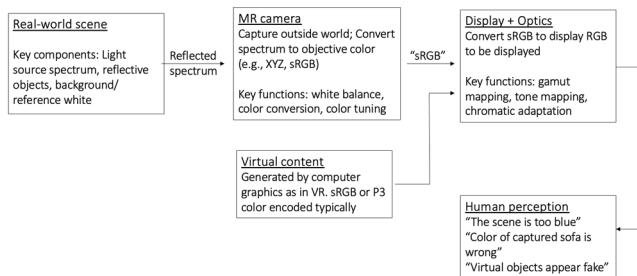 Real-world scene
Key components: Light
source spectrum, reflective
objects, background/
reference white
Reflected
spectrum
MR camera
Capture outside world; Convert
spectrum to objective color
(e.g., XYZ, sRGB)
Key functions: white balance,
color conversion, color tuning
“sRGB”
Display + Optics
Convert sRGB to display RGB
to be displayed
Key functions: gamut
mapping, tone mapping,
chromatic adaptation
Virtual content
Generated by computer
graphics as in VR. sRGB or P3
color encoded typically
Human perception
“The scene is too blue”
“Color of captured sofa is
wrong”
“Virtual objects appear fake”